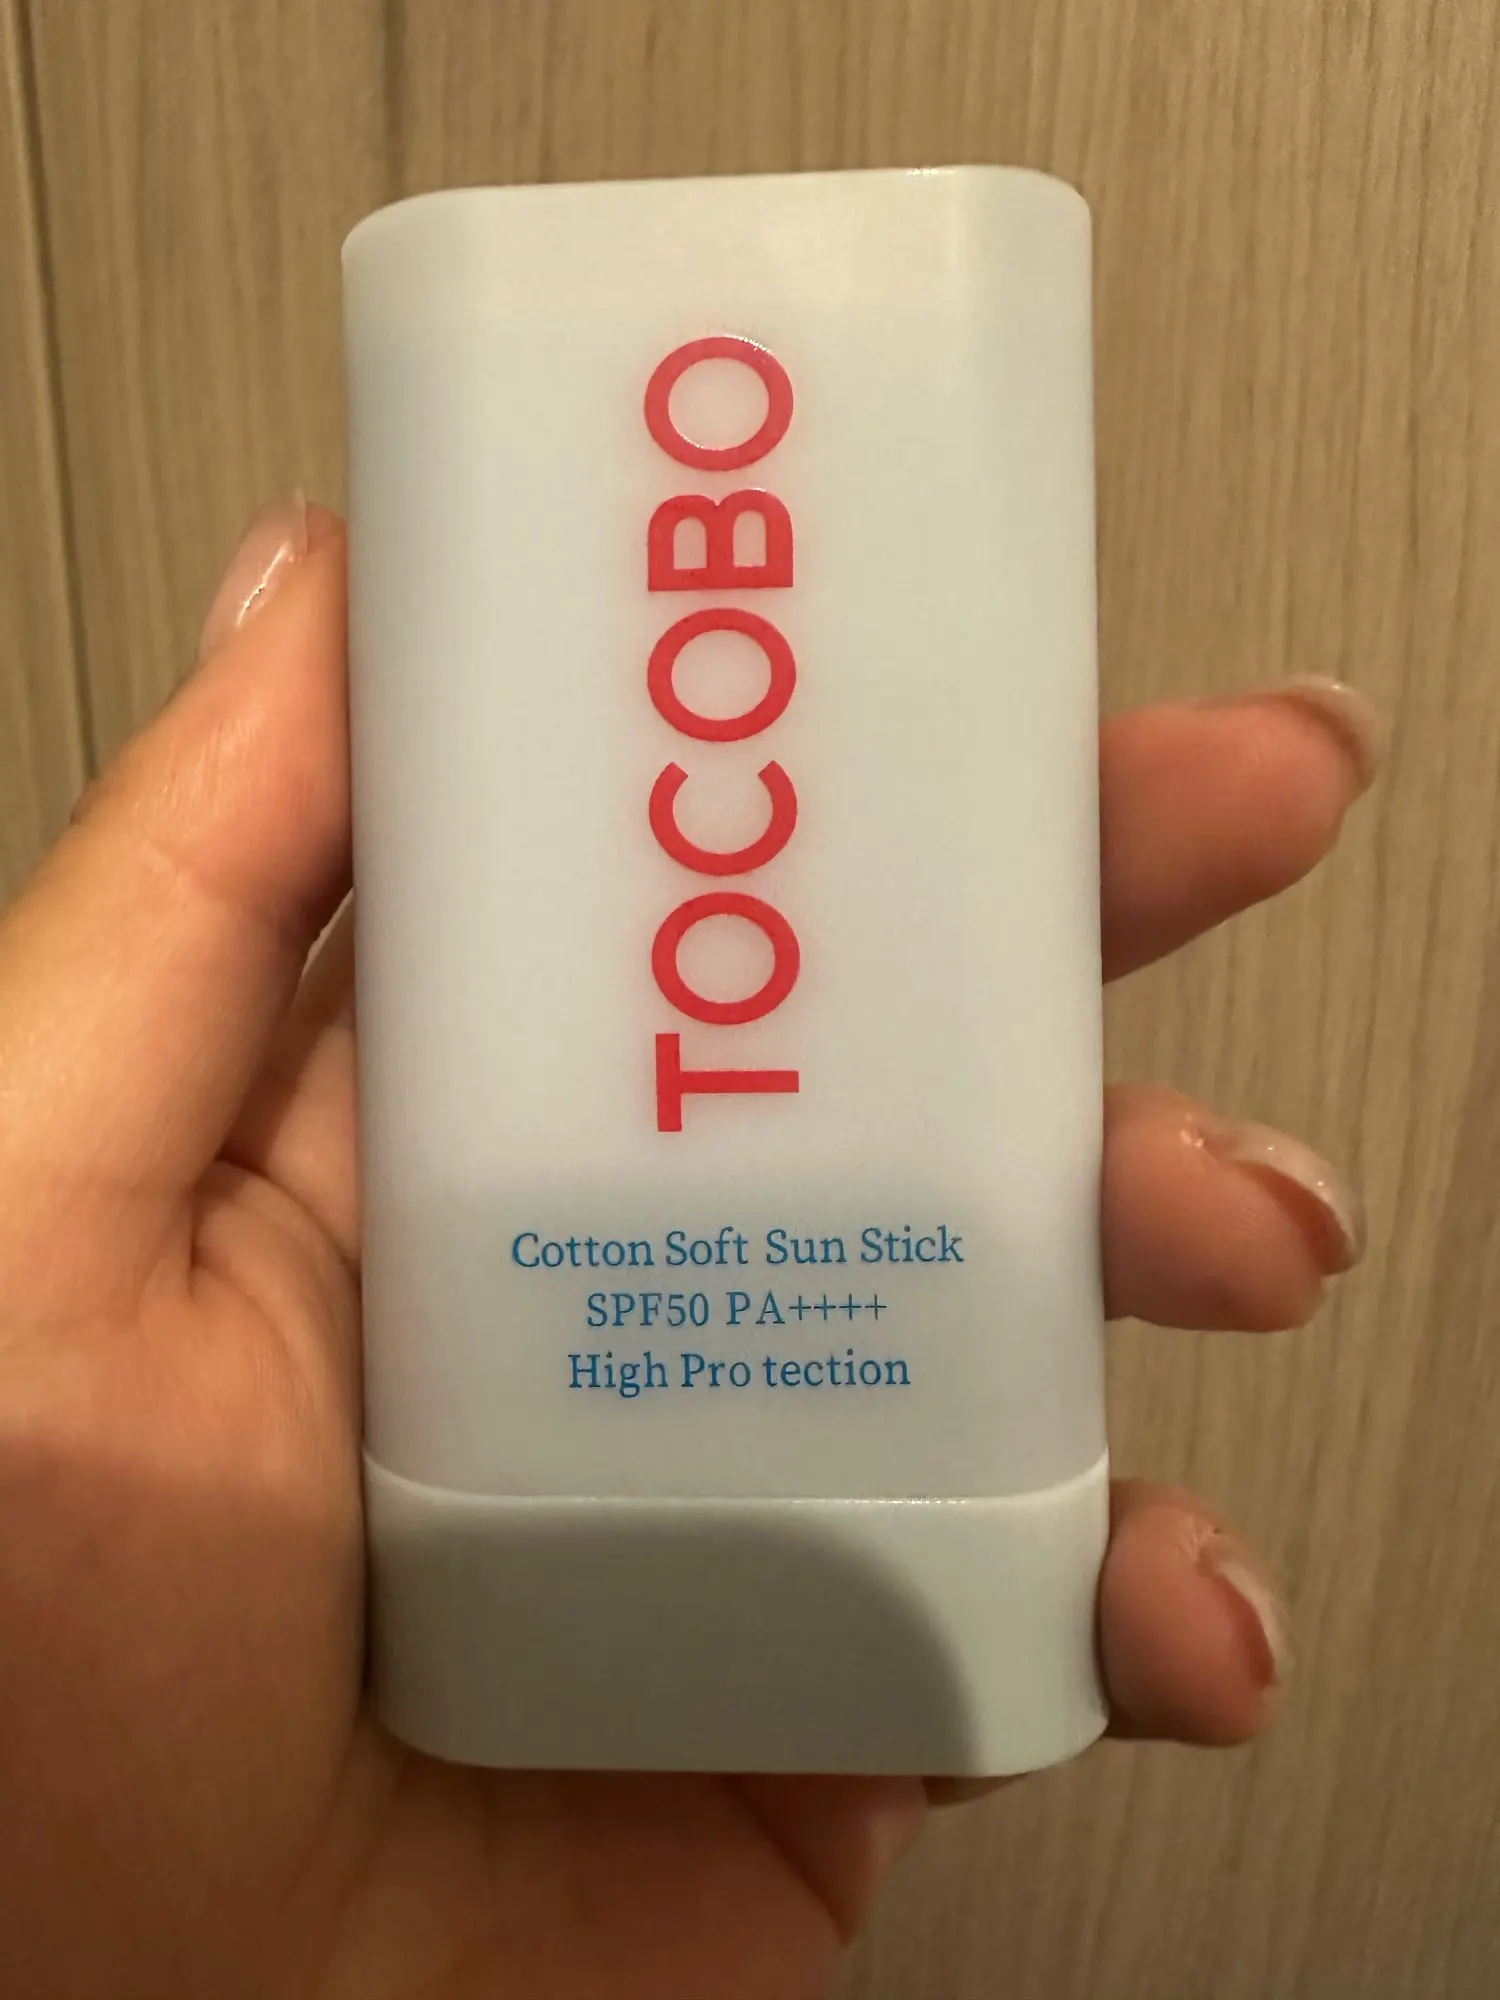 TOCOBO
Cotton Soft Sun Stick
SPF50 PA++++
High Pro tection